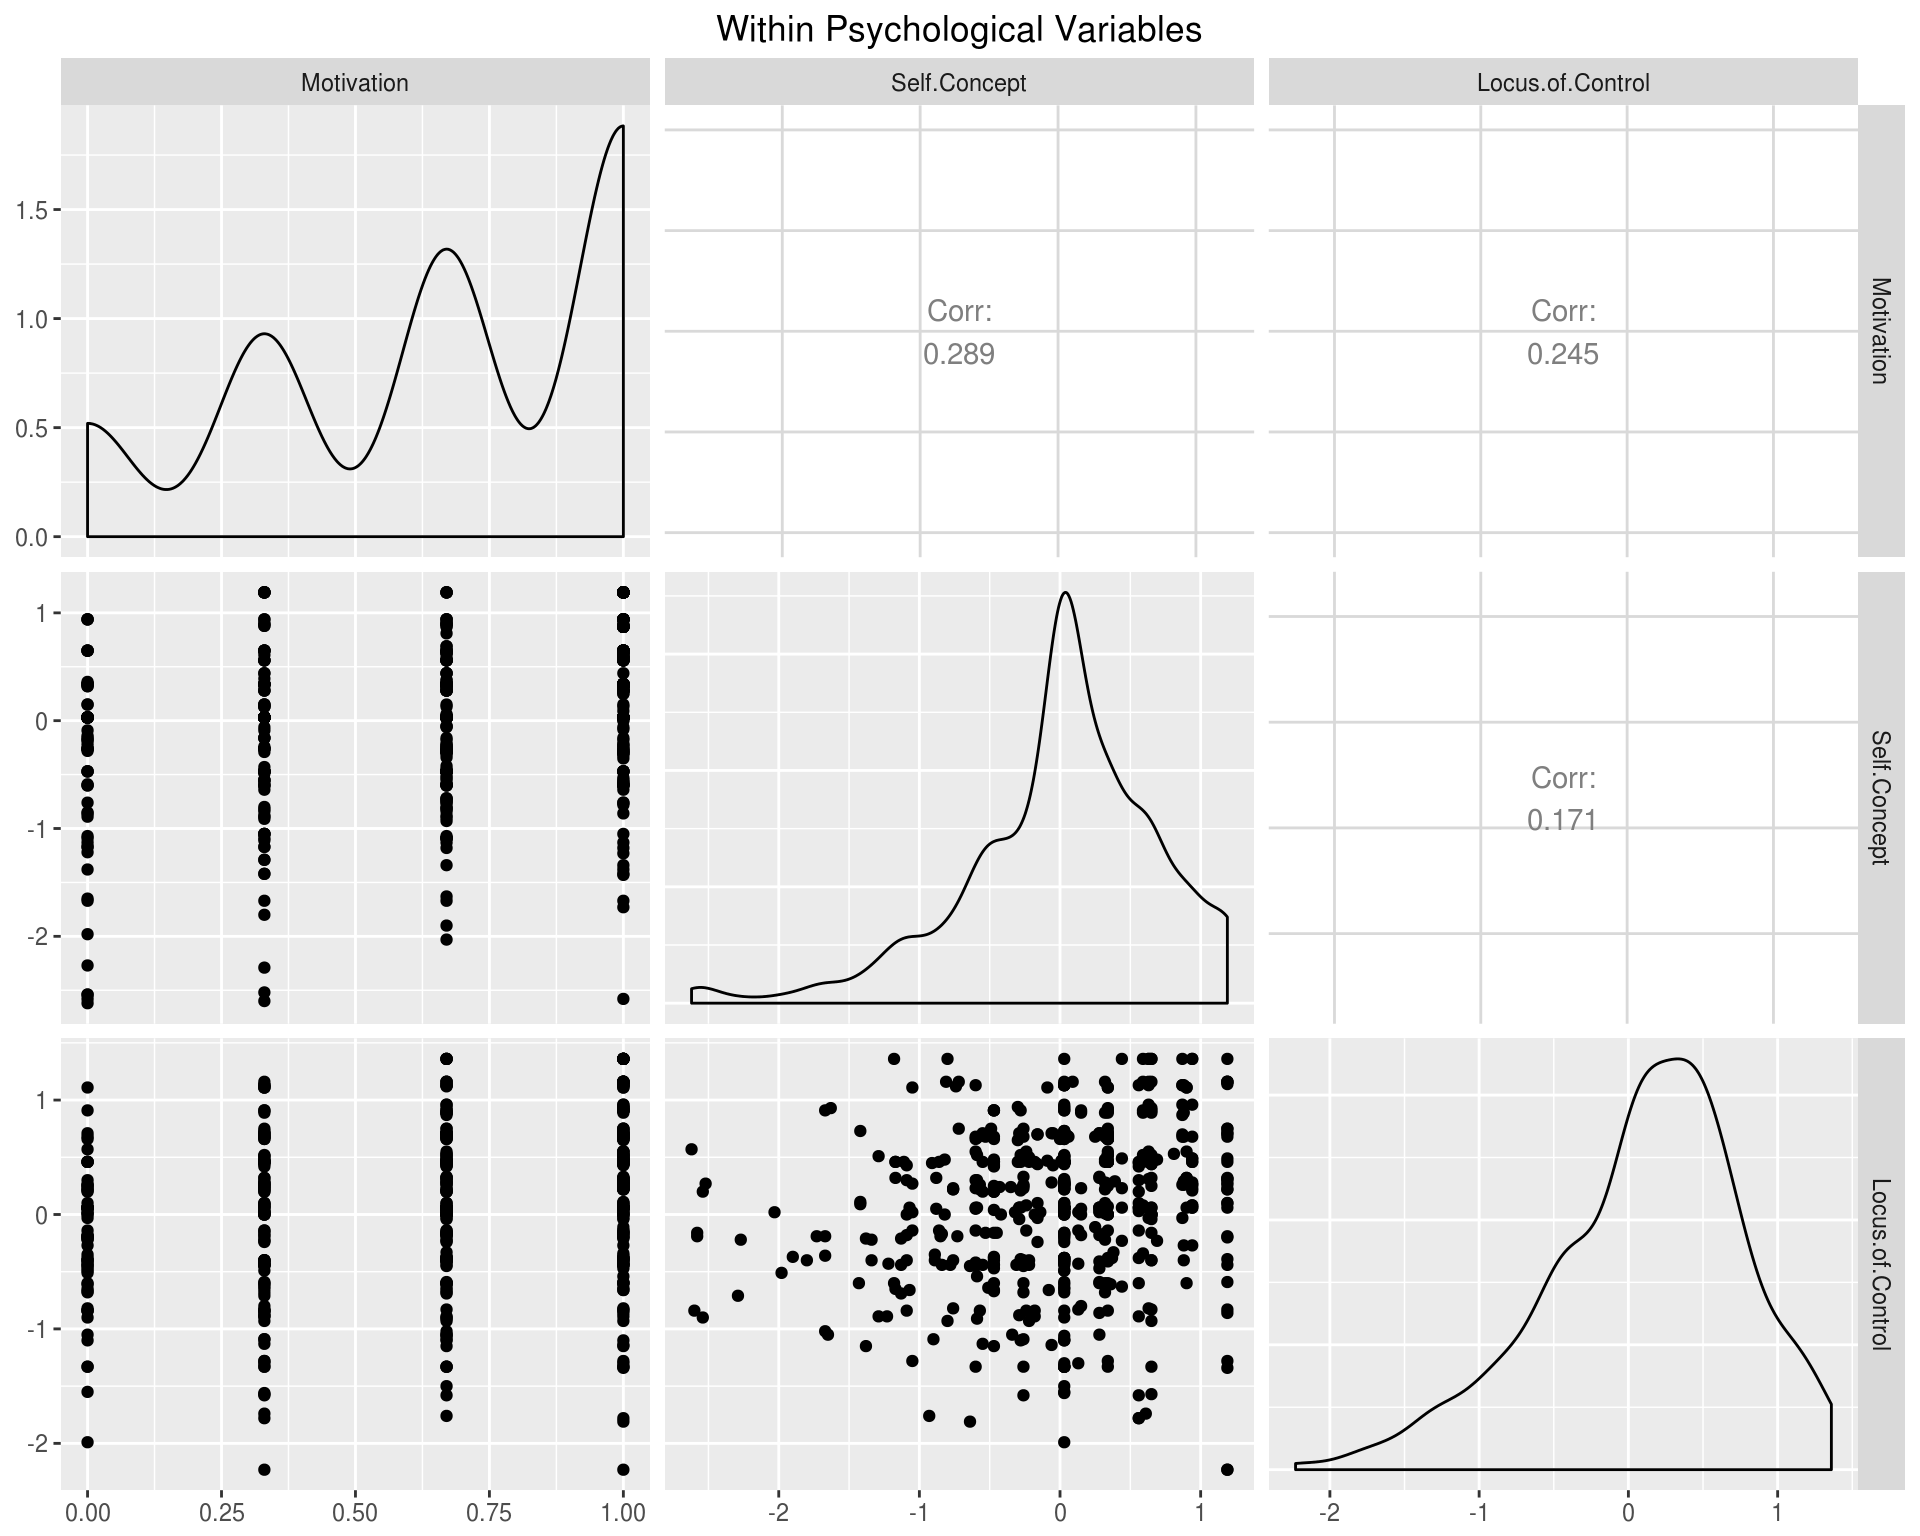 Within Psychological Variables
Motivation
Self.Concept
Locus.of.Control
1.5
1.0
0.5
0.0
Corr:
0.289
Corr:
0.245
Motivation
1
0
-1
-2
Corr:
0.171
Self.Concept
1
0
-1
-2
Locus.of.Control
0.00 0.25 0.50 0.75 1.00
-2 -1 0 1
-2 -1 0 1